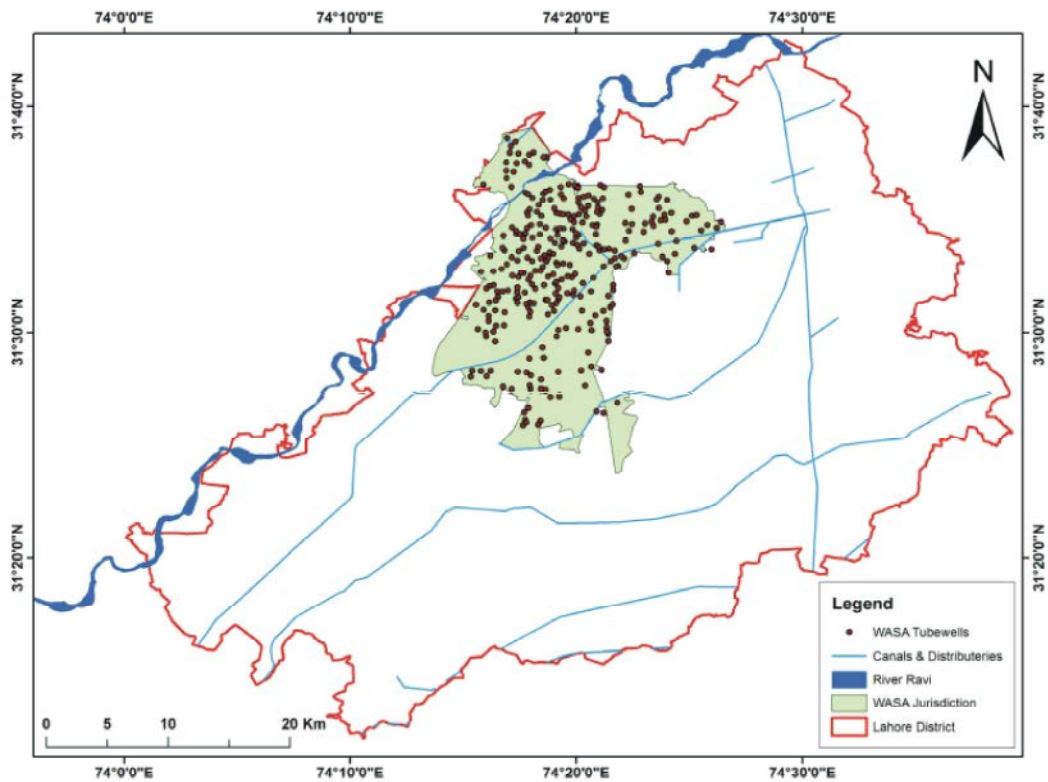 74°0'0"E 74°10'0"E 74°20'0"E 74°30'0"E
N
31°40'0"N 31°40'0"N
31°30'0"N 31°30'0"N
31°20'0"N 31°20'0"N
Legend
WASA Tubewells
Canals & Distributeries
River Ravi
WASA Jurisdiction
Lahore District
0 5 10 20 Km
74°0'0"E 74°10'0"E 74°20'0"E 74°30'0"E